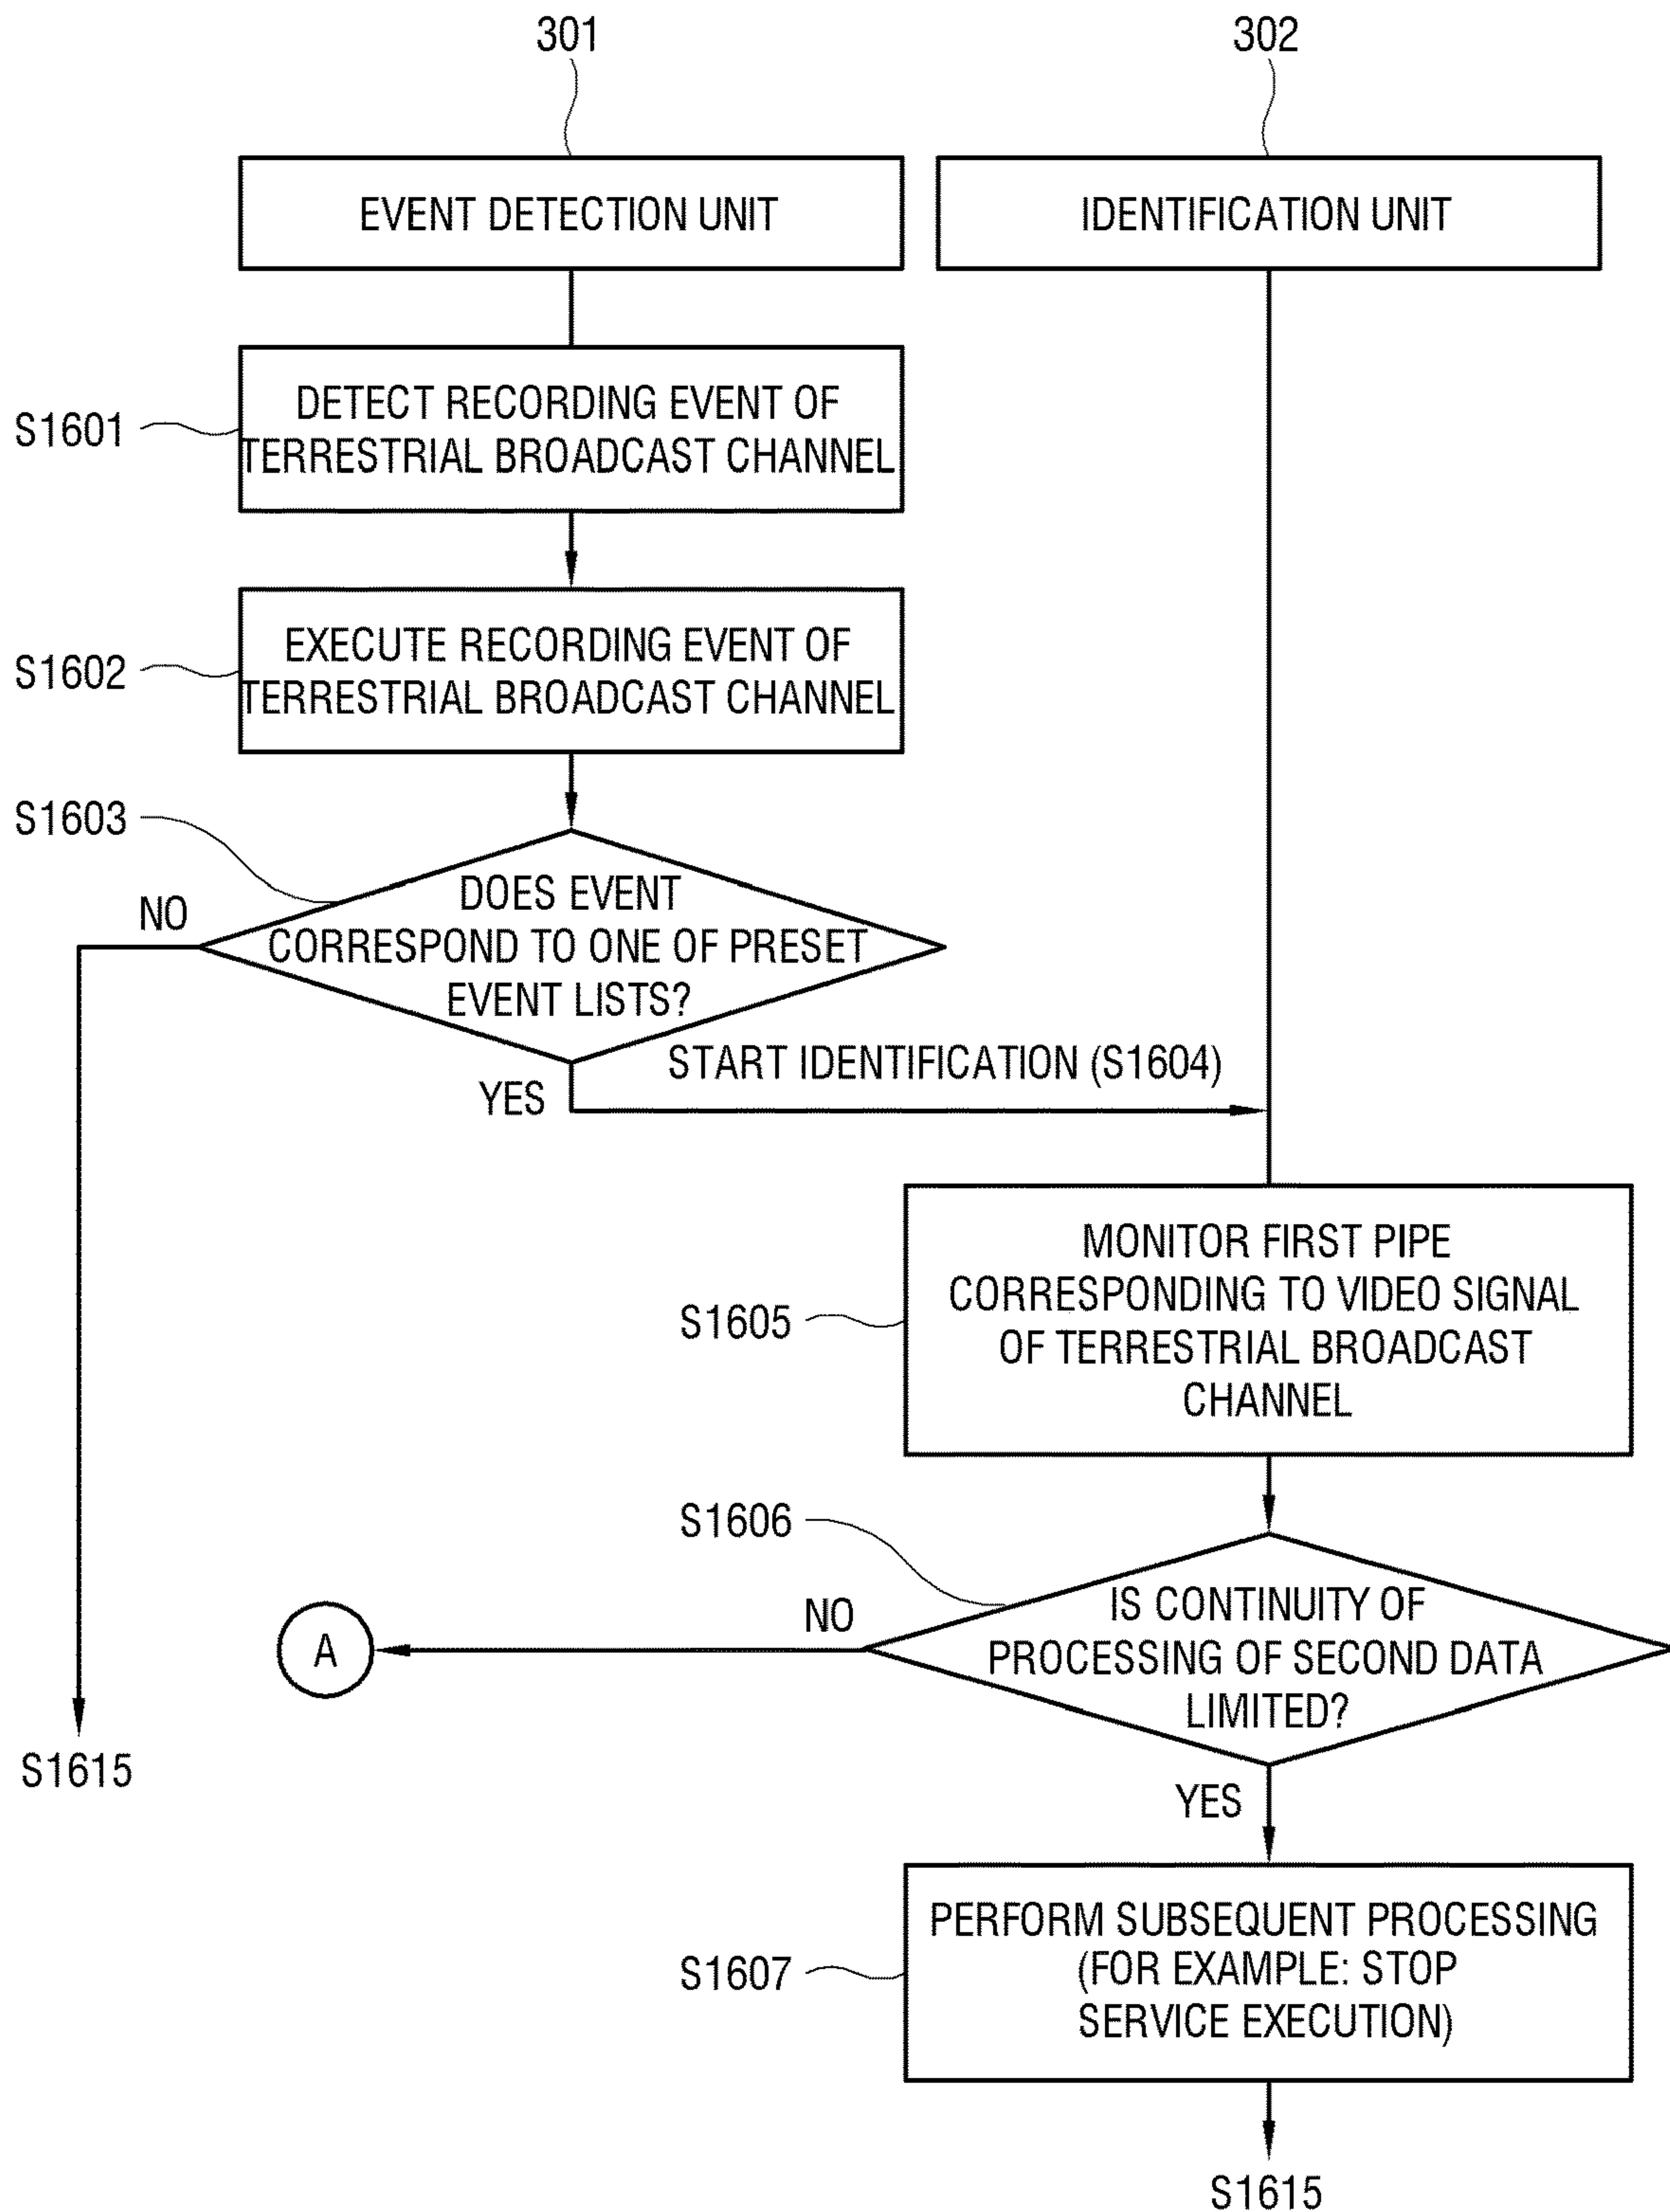 301
302
EVENT DETECTION UNIT
IDENTIFICATION UNIT
S1601
DETECT RECORDING EVENT OF
TERRESTRIAL BROADCAST CHANNEL
S1602
EXECUTE RECORDING EVENT OF
TERRESTRIAL BROADCAST CHANNEL
S1603
NO
DOES EVENT
CORRESPOND TO ONE OF PRESET
EVENT LISTS?
YES
START IDENTIFICATION (S1604)
S1605
MONITOR FIRST PIPE
CORRESPONDING TO VIDEO SIGNAL
OF TERRESTRIAL BROADCAST
CHANNEL
S1606
NO
IS CONTINUITY OF
PROCESSING OF SECOND DATA
LIMITED?
A
S1615
YES
S1607
PERFORM SUBSEQUENT PROCESSING
(FOR EXAMPLE: STOP
SERVICE EXECUTION)
S1615